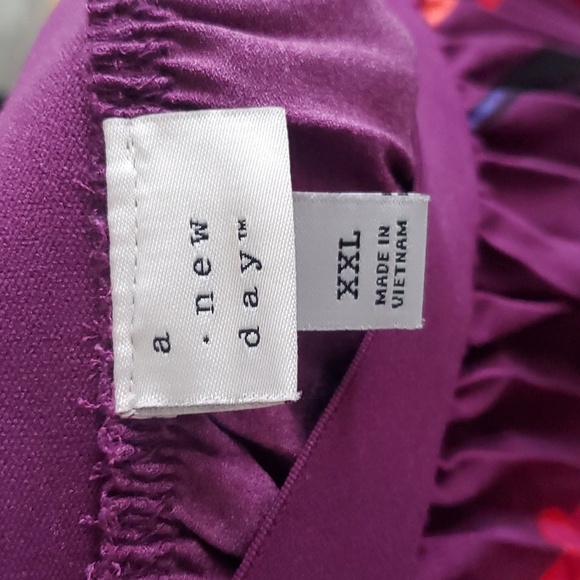 a
· new
day™
XXL
MADE IN
VIETNAM